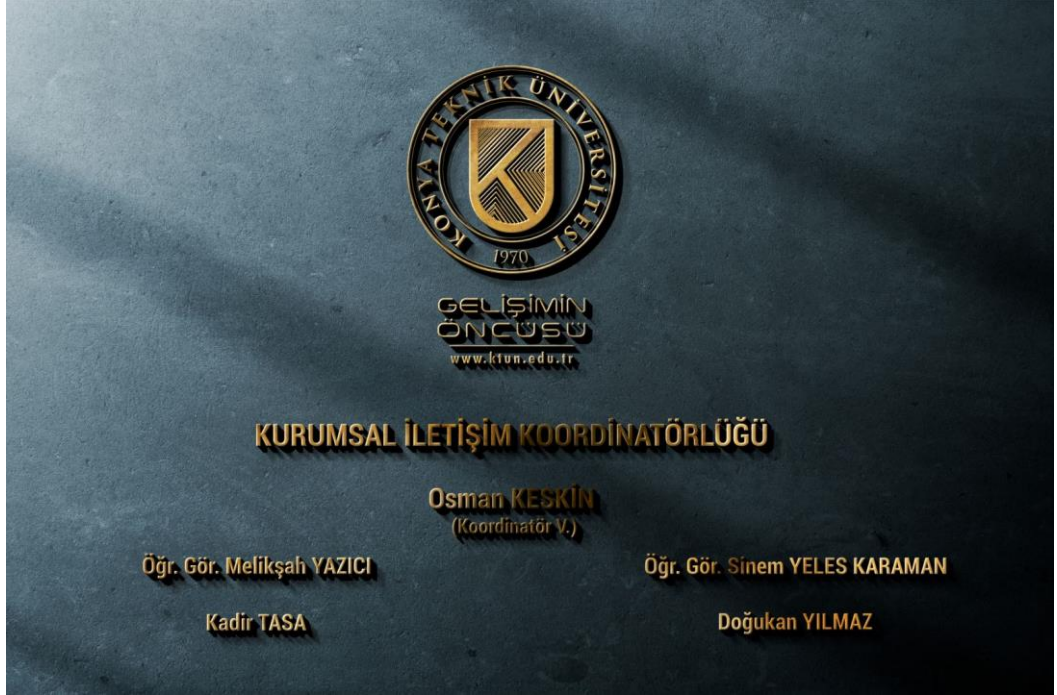 KONYA TEKNİK ÜNİVERSİTESİ
1970
GELİŞİMİN
ÖNCÜSÜ
www.ktun.edu.tr
KURUMSAL İLETİŞİM KOORDİNATÖRLÜĞÜ
Osman KESKİN
(Koordinatör V.)
Öğr. Gör. Melikşah YAZICI
Öğr. Gör. Sinem YELES KARAMAN
Kadir TASA
Doğukan YILMAZ